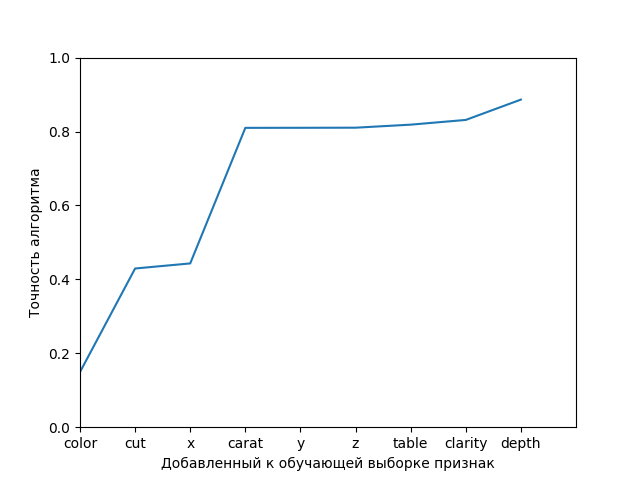 1.0
0.8
0.6
0.4
0.2
0.0
Точность алгоритма
color cut x carat y z table clarity depth
Добавленный к обучающей выборке признак